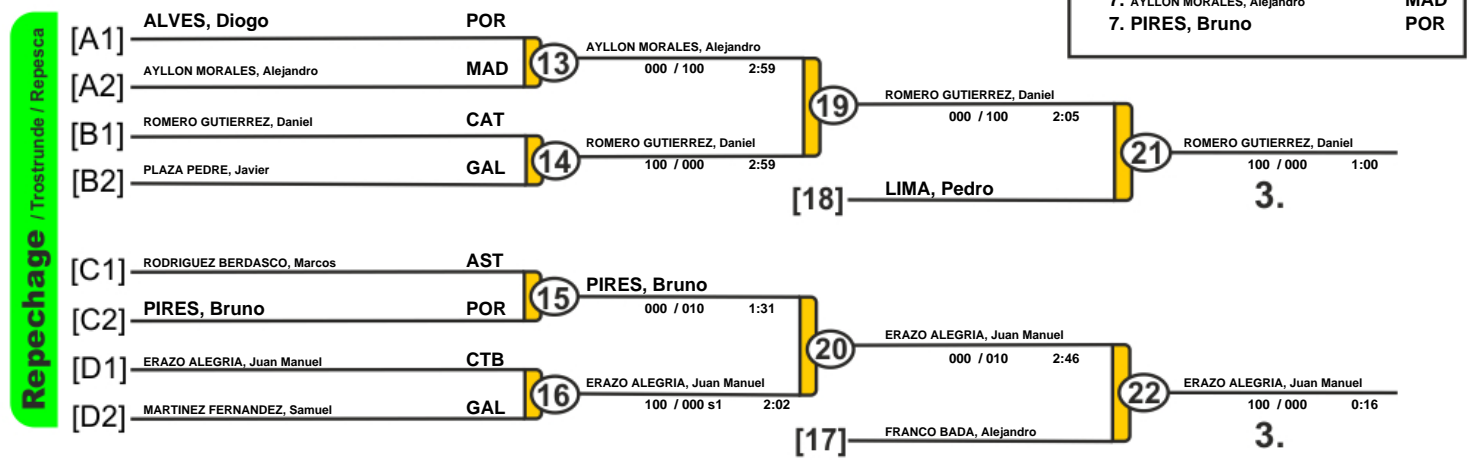 7. AYLLON MORALES, Alejandro MAD
7. PIRES, Bruno POR
Repechage / Trostrunde / Repesca
[A1] ALVES, Diogo POR
[A2] AYLLON MORALES, Alejandro MAD
13 AYLLON MORALES, Alejandro
000 / 100 2:59
[B1] ROMERO GUTIERREZ, Daniel CAT
[B2] PLAZA PEDRE, Javier GAL
14 ROMERO GUTIERREZ, Daniel
100 / 000 2:59
19 ROMERO GUTIERREZ, Daniel
000 / 100 2:05
[18] LIMA, Pedro
21 ROMERO GUTIERREZ, Daniel
100 / 000 1:00
3.
[C1] RODRIGUEZ BERDASCO, Marcos AST
[C2] PIRES, Bruno POR
15 PIRES, Bruno
000 / 010 1:31
[D1] ERAZO ALEGRIA, Juan Manuel CTB
[D2] MARTINEZ FERNANDEZ, Samuel GAL
16 ERAZO ALEGRIA, Juan Manuel
100 / 000 s1 2:02
20 ERAZO ALEGRIA, Juan Manuel
000 / 010 2:46
[17] FRANCO BADA, Alejandro
22 ERAZO ALEGRIA, Juan Manuel
100 / 000 0:16
3.